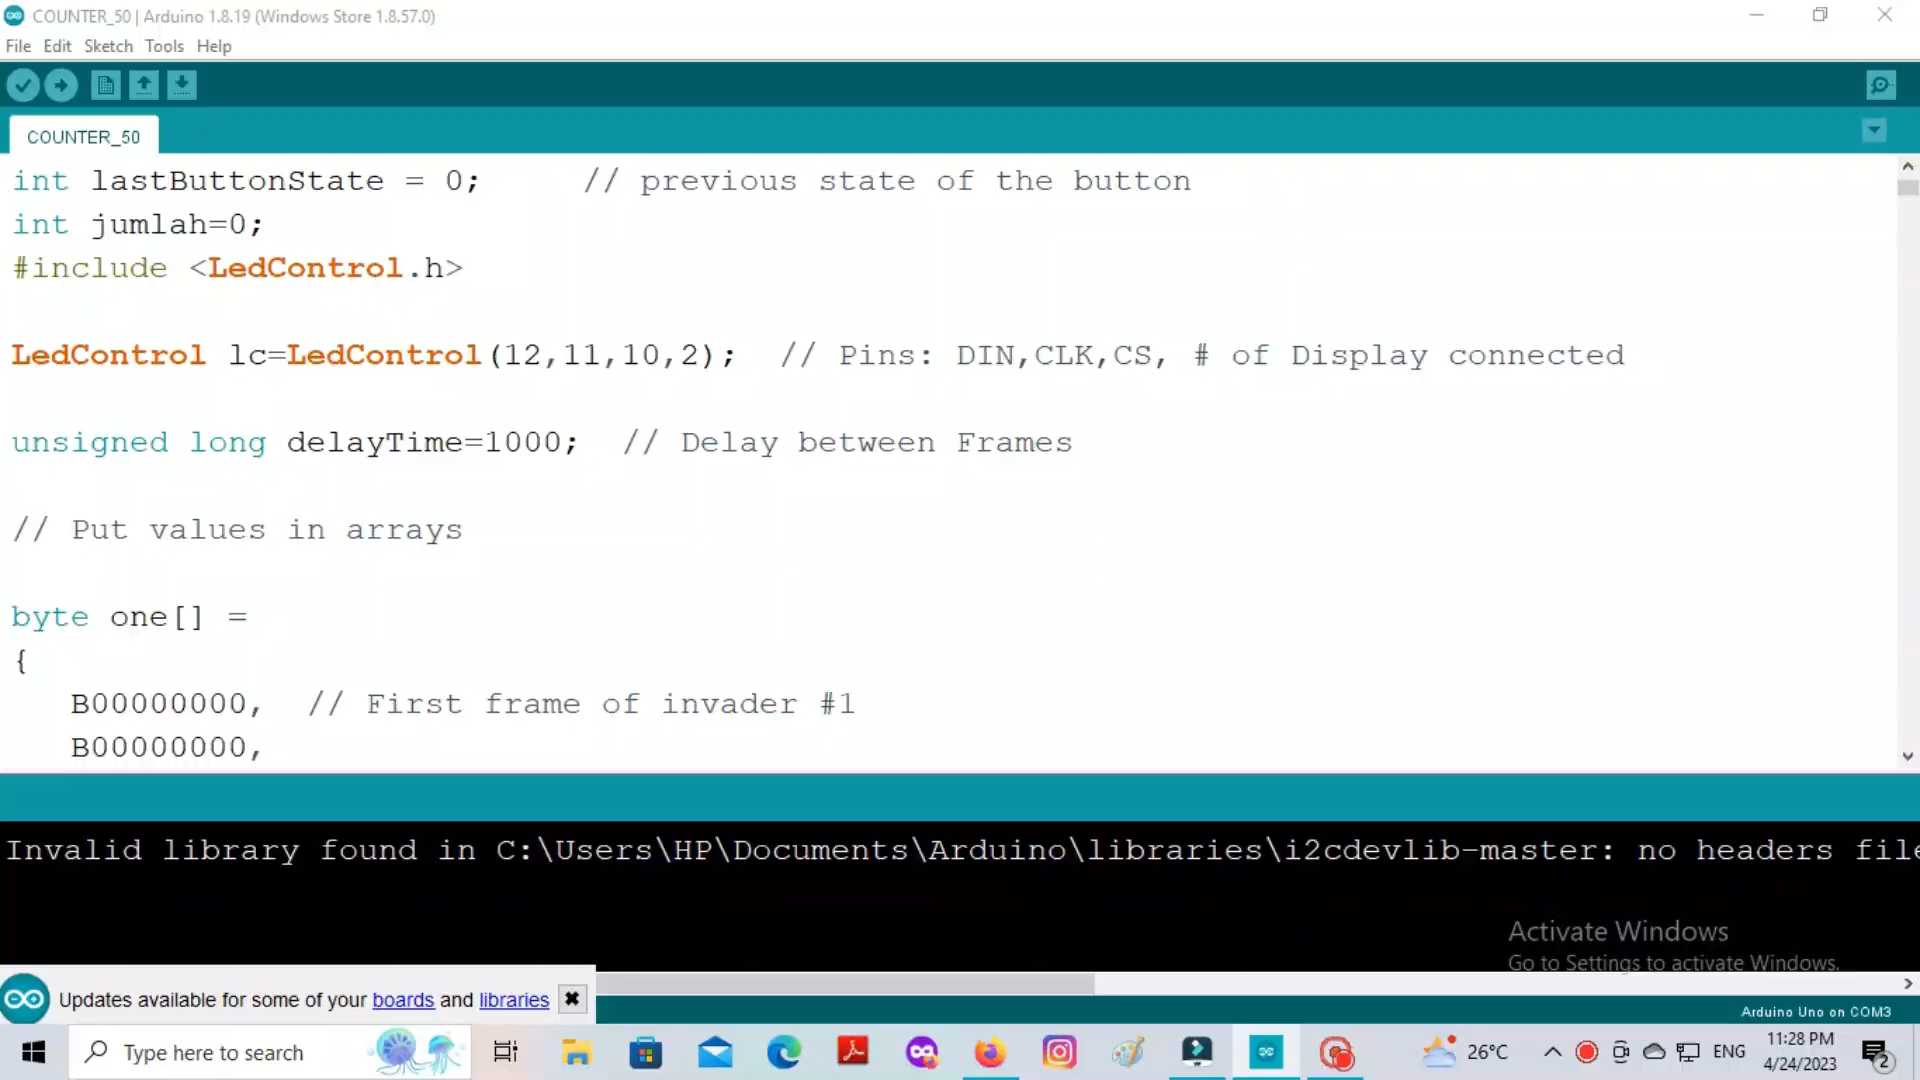 COUNTER_50 | Arduino 1.8.19 (Windows Store 1.8.57.0)
File Edit Sketch Tools Help
COUNTER_50
int lastButtonState = 0;     // previous state of the button
int jumlah=0;
#include <LedControl.h>
LedControl lc=LedControl(12,11,10,2);  // Pins: DIN,CLK,CS, # of Display connected
unsigned long delayTime=1000;  // Delay between Frames
// Put values in arrays
byte one[] =
{
   B00000000,  // First frame of invader #1
   B00000000,
Invalid library found in C:\Users\HP\Documents\Arduino\libraries\i2cdevlib-master: no headers file
Activate Windows
Go to Settings to activate Windows.
Updates available for some of your boards and libraries
Arduino Uno on COM3
Type here to search
26°C
ENG
11:28 PM
4/24/2023
2